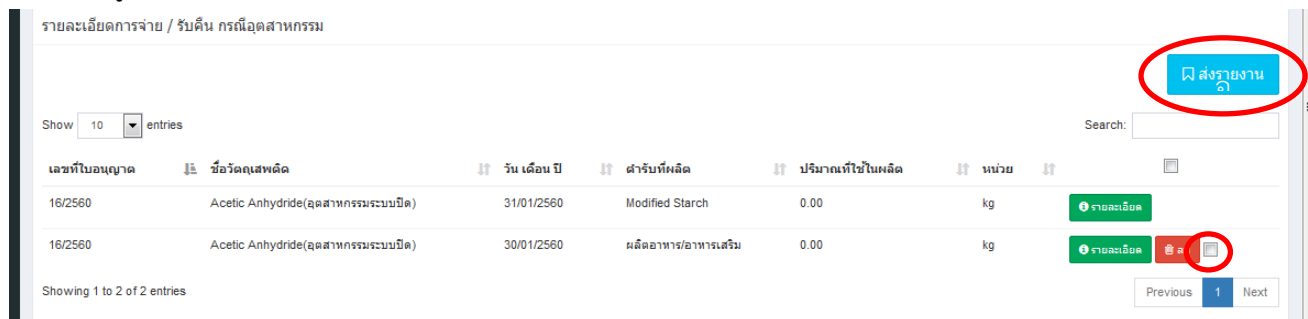 รายละเอียดการจ่าย / รับคืน กรณีอุตสาหกรรม
ส่งรายงาน
Show 10 entries
Search:
เลขที่ใบอนุญาต ชื่อวัตถุเสพติด วัน เดือน ปี ตำรับที่ผลิต ปริมาณที่ใช้ในผลิต หน่วย
16/2560 Acetic Anhydride(อุตสาหกรรมระบบปิด) 31/01/2560 Modified Starch 0.00 kg รายละเอียด
16/2560 Acetic Anhydride(อุตสาหกรรมระบบปิด) 30/01/2560 ผลิตอาหาร/อาหารเสริม 0.00 kg รายละเอียด
Showing 1 to 2 of 2 entries
Previous 1 Next